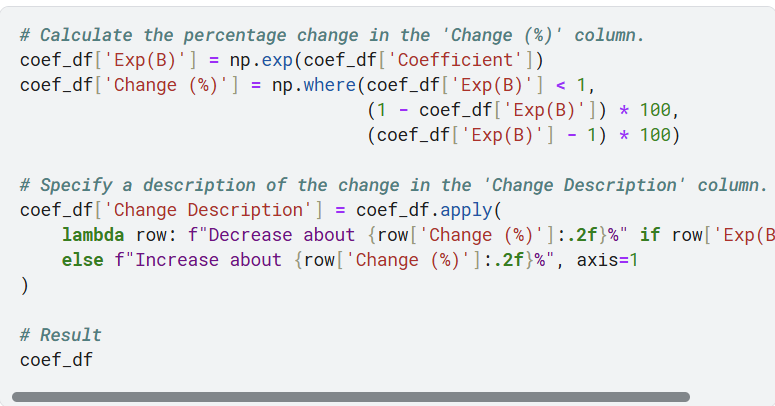 # Calculate the percentage change in the 'Change (%)' column.
coef_df['Exp(B)'] = np.exp(coef_df['Coefficient'])
coef_df['Change (%)'] = np.where(coef_df['Exp(B)'] < 1,
                                (1 - coef_df['Exp(B)']) * 100,
                                (coef_df['Exp(B)'] - 1) * 100)

# Specify a description of the change in the 'Change Description' column.
coef_df['Change Description'] = coef_df.apply(
    lambda row: f"Decrease about {row['Change (%)']:.2f}%" if row['Exp(B
    else f"Increase about {row['Change (%)']:.2f}%", axis=1
)

# Result
coef_df